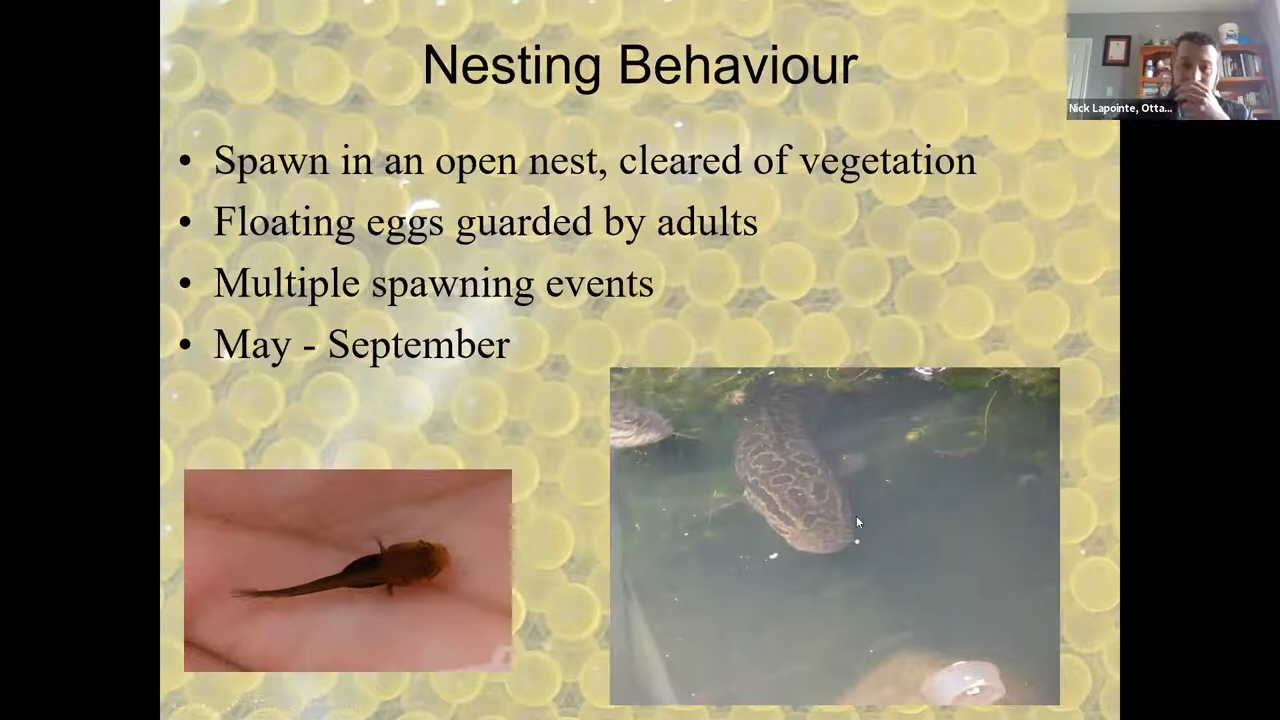 Nesting Behaviour
Nick Lapointe, Otta...
• Spawn in an open nest, cleared of vegetation
• Floating eggs guarded by adults
• Multiple spawning events
• May - September